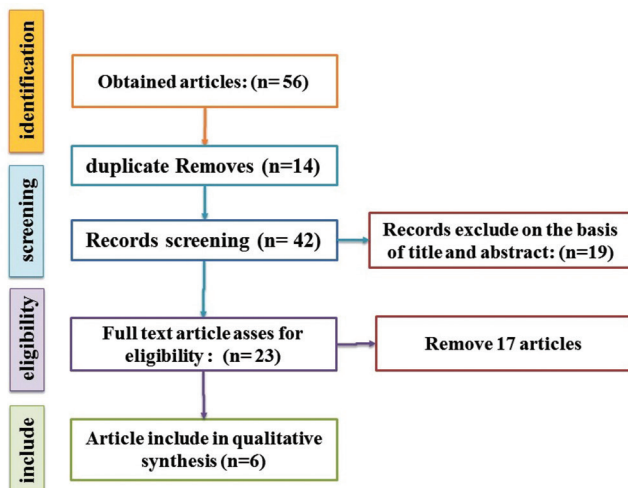 identification
Obtained articles: (n= 56)
duplicate Removes (n=14)
screening
Records screening (n= 42)
Records exclude on the basis
of title and abstract: (n=19)
eligibility
Full text article asses for
eligibility : (n= 23)
Remove 17 articles
include
Article include in qualitative
synthesis (n=6)